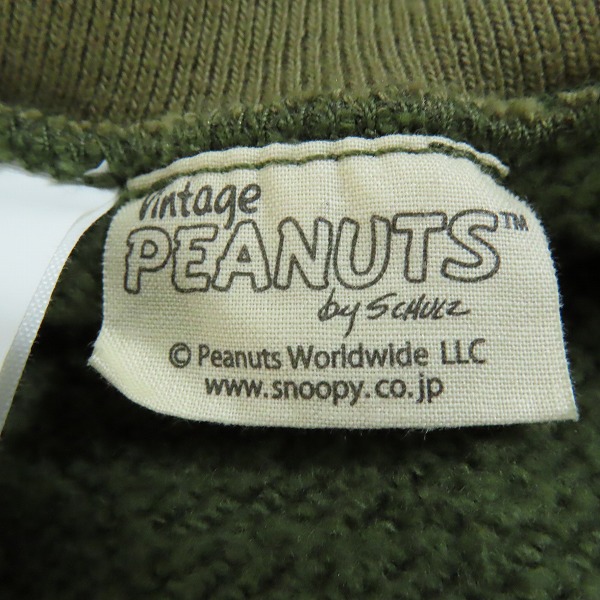 vintage
PEANUTS™
by SCHULZ
© Peanuts Worldwide LLC
www.snoopy.co.jp